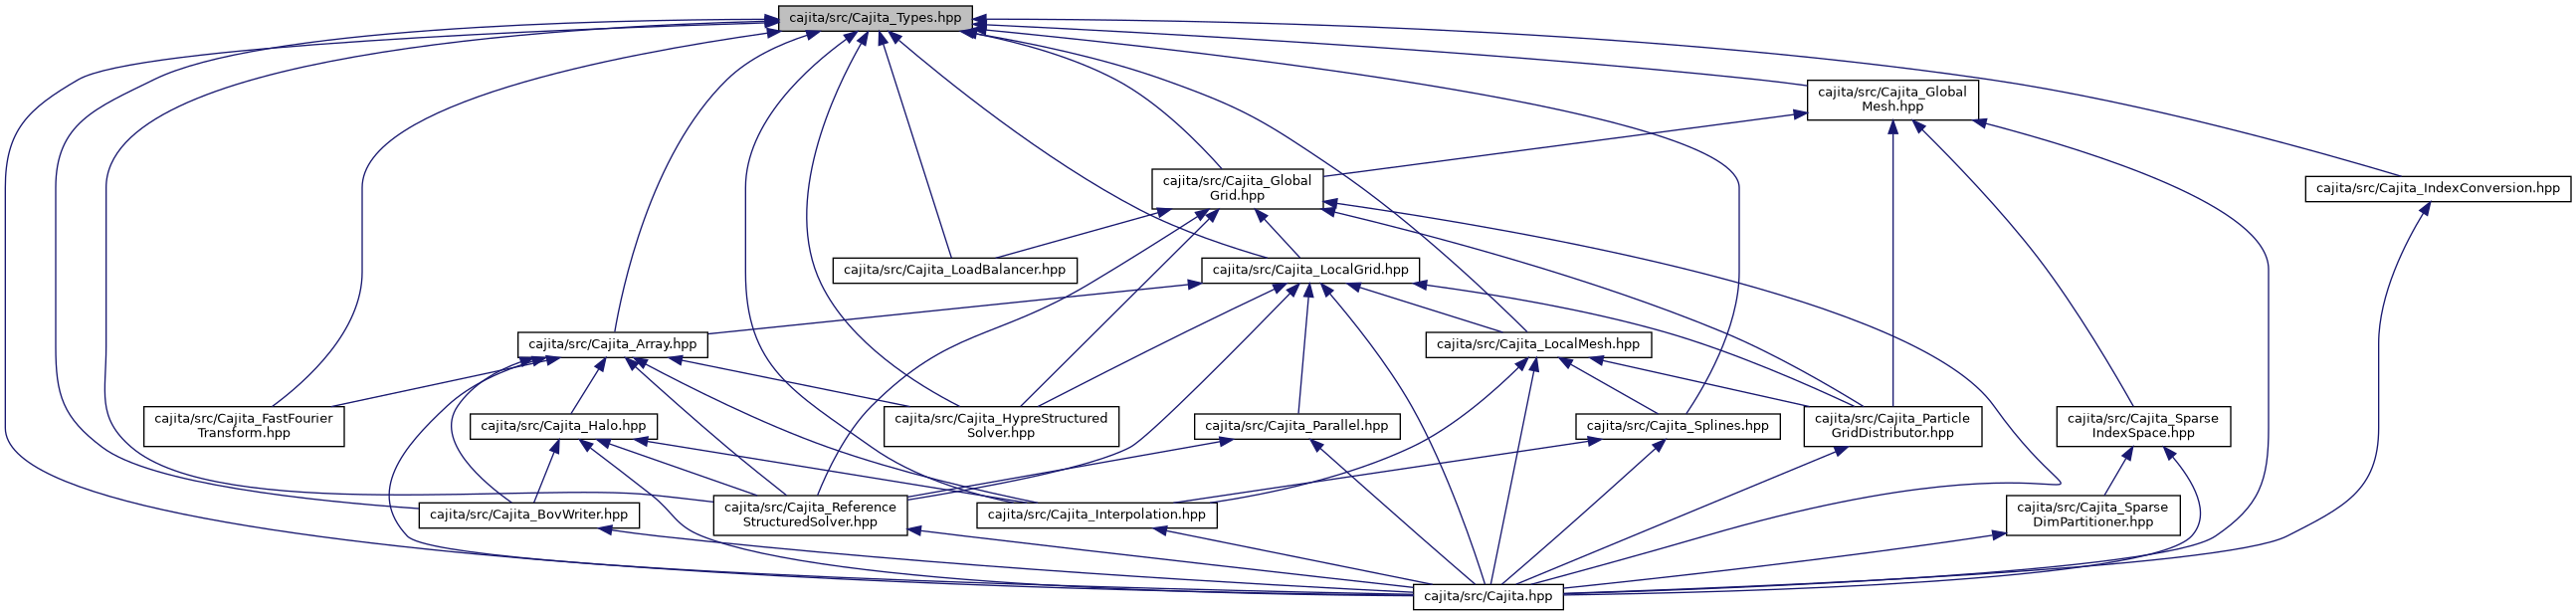 cajita/src/Cajita_Types.hpp
cajita/src/Cajita_Global
Mesh.hpp
cajita/src/Cajita_Global
Grid.hpp
cajita/src/Cajita_IndexConversion.hpp
cajita/src/Cajita_LoadBalancer.hpp
cajita/src/Cajita_LocalGrid.hpp
cajita/src/Cajita_Array.hpp
cajita/src/Cajita_LocalMesh.hpp
cajita/src/Cajita_FastFourier
Transform.hpp
cajita/src/Cajita_Halo.hpp
cajita/src/Cajita_HypreStructured
Solver.hpp
cajita/src/Cajita_Parallel.hpp
cajita/src/Cajita_Splines.hpp
cajita/src/Cajita_Particle
GridDistributor.hpp
cajita/src/Cajita_Sparse
IndexSpace.hpp
cajita/src/Cajita_BovWriter.hpp
cajita/src/Cajita_Reference
StructuredSolver.hpp
cajita/src/Cajita_Interpolation.hpp
cajita/src/Cajita_Sparse
DimPartitioner.hpp
cajita/src/Cajita.hpp